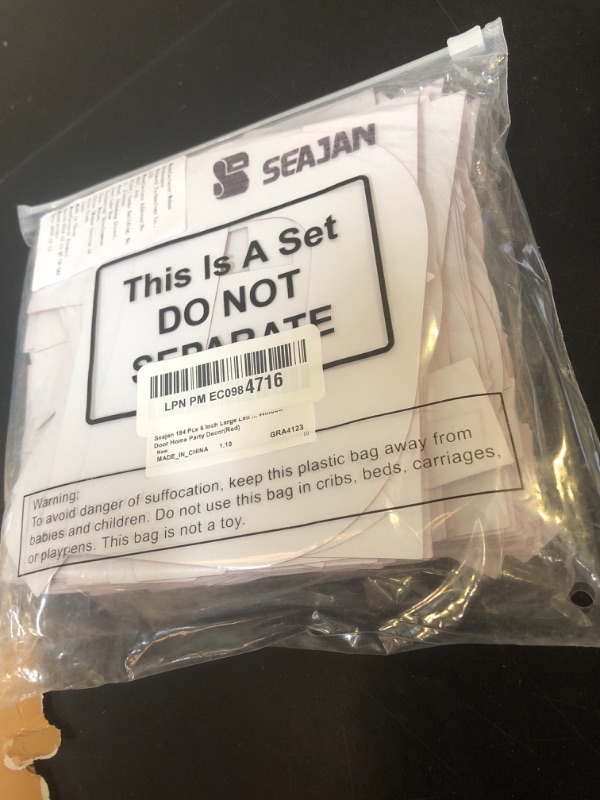 SEAJAN
This Is A Set
DO NOT
SEPARATE
LPN PM EC0984716
Seajan 104 Pcs 6 Inch Large
Door Home Party Decor(Red)
New
MADE_IN_CHINA 1.10 GRA4123
Warning:
To avoid danger of suffocation, keep this plastic bag away from
babies and children. Do not use this bag in cribs, beds, carriages,
or playpens. This bag is not a toy.